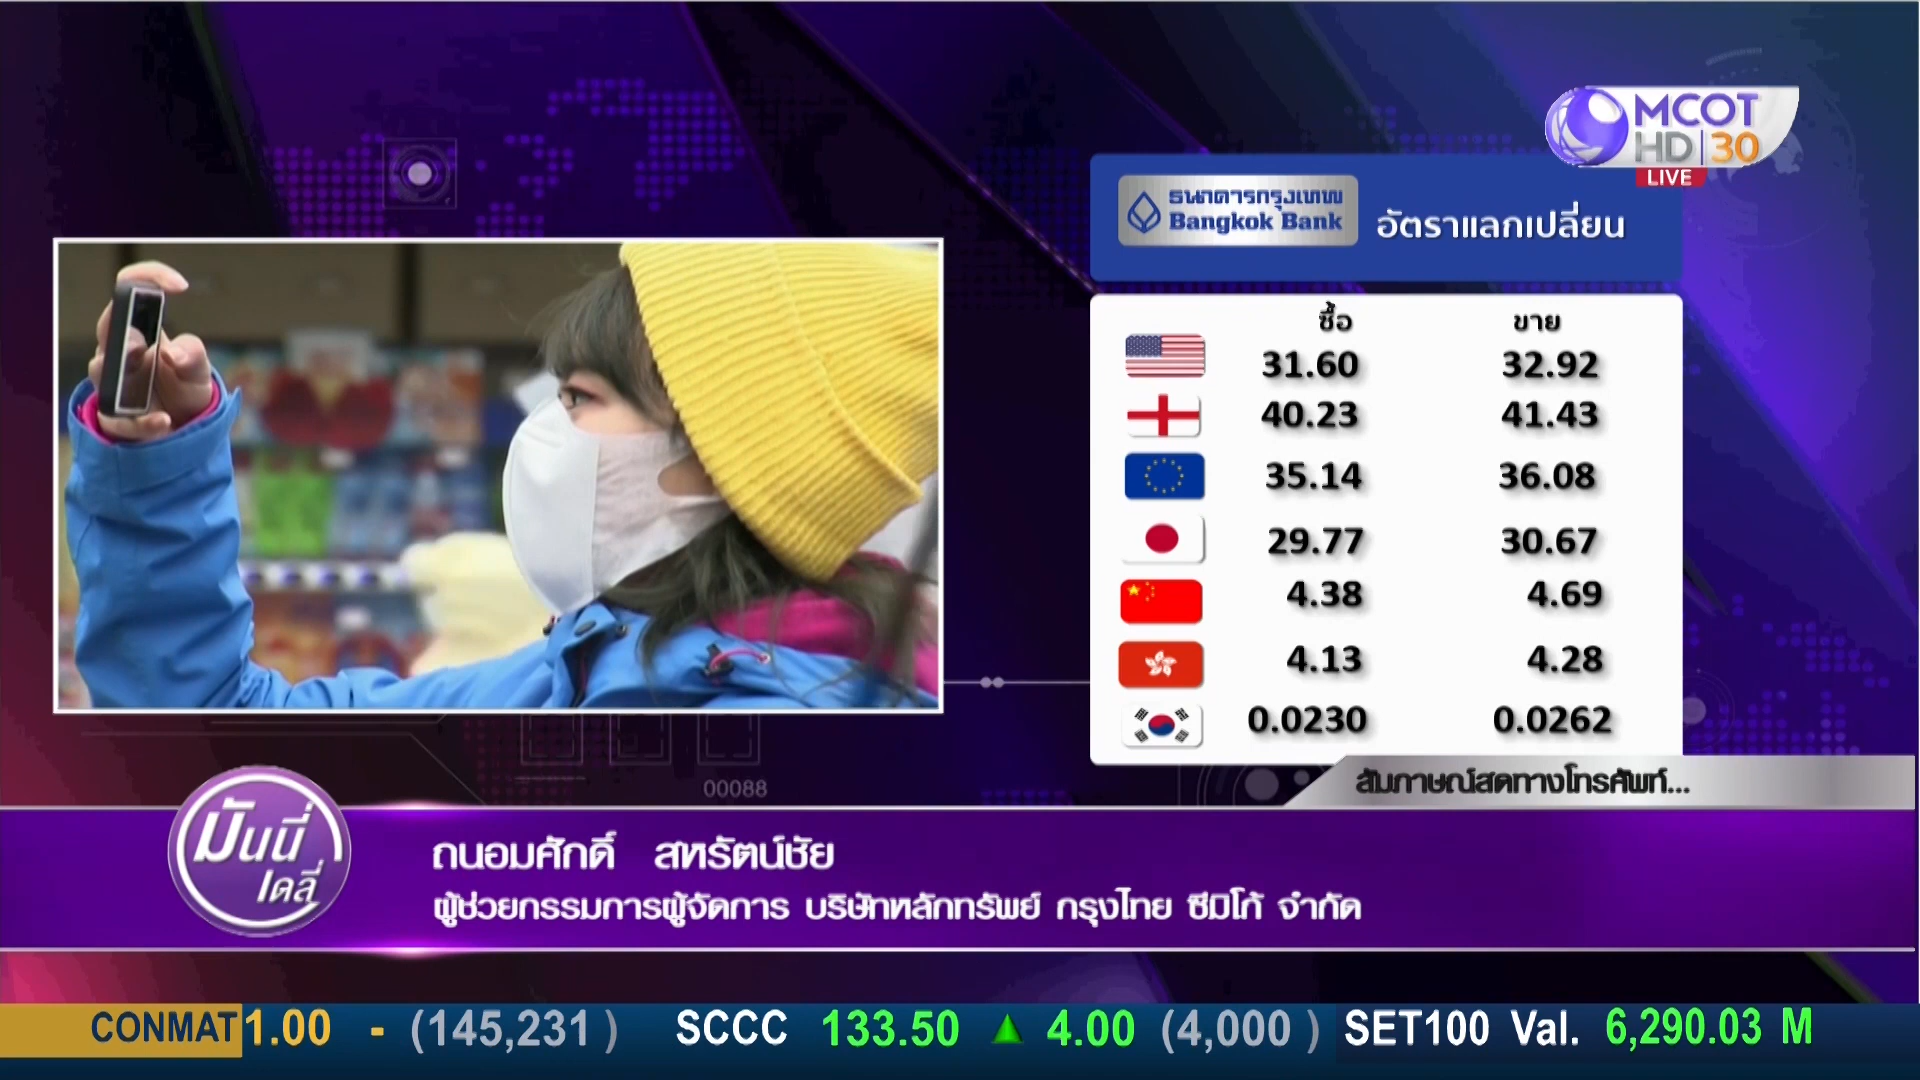 MCOT
HD 30
LIVE
ธนาคารกรุงเทพ
Bangkok Bank
อัตราแลกเปลี่ยน
ซื้อ ขาย
31.60 32.92
40.23 41.43
35.14 36.08
29.77 30.67
4.38 4.69
4.13 4.28
0.0230 0.0262
00088
สัมภาษณ์สดทางโทรศัพท์...
มันนี่
เดลี่
ถนอมศักดิ์ สหรัตน์ชัย
ผู้ช่วยกรรมการผู้จัดการ บริษัทหลักทรัพย์ กรุงไทย ซีมิโก้ จำกัด
CONMAT 1.00 - (145,231 ) SCCC 133.50 ▲ 4.00 (4,000 ) SET100 Val. 6,290.03 M